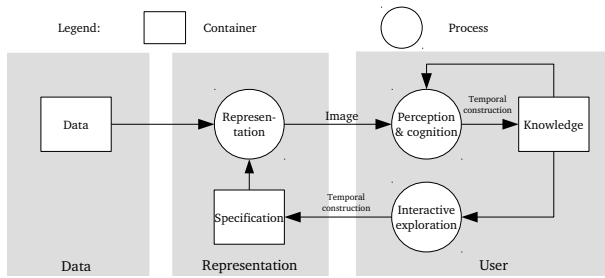 Legend:
Container
Process
Data
Represen-
tation
Image
Perception
& cognition
Temporal
construction
Knowledge
Specification
Temporal
construction
Interactive
exploration
Data
Representation
User